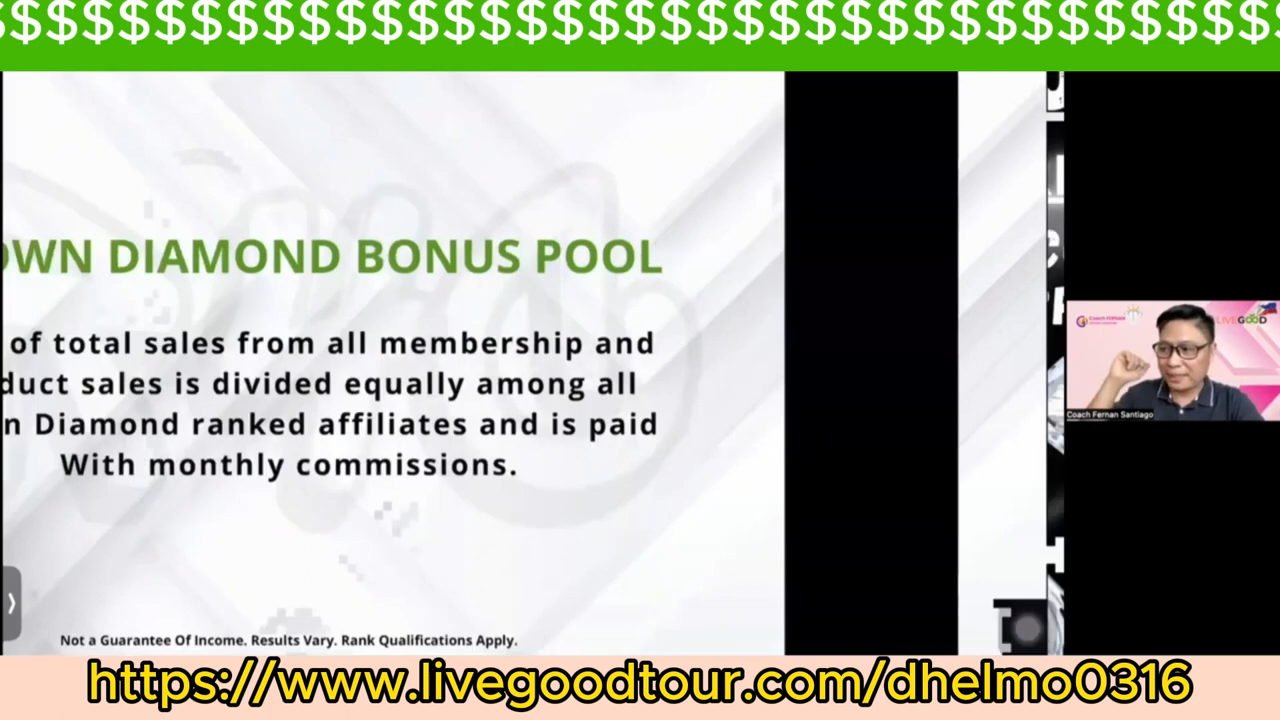 $$$$$$$$$$$$$$$$$$$$$$$$$$$$$$$$$$$
OWN DIAMOND BONUS POOL
of total sales from all membership and
duct sales is divided equally among all
n Diamond ranked affiliates and is paid
With monthly commissions.
Not a Guarantee Of Income. Results Vary. Rank Qualifications Apply.
LIVEGOOD
Coach Fernan Santiago
https://www.livegoodtour.com/dhelmo0316